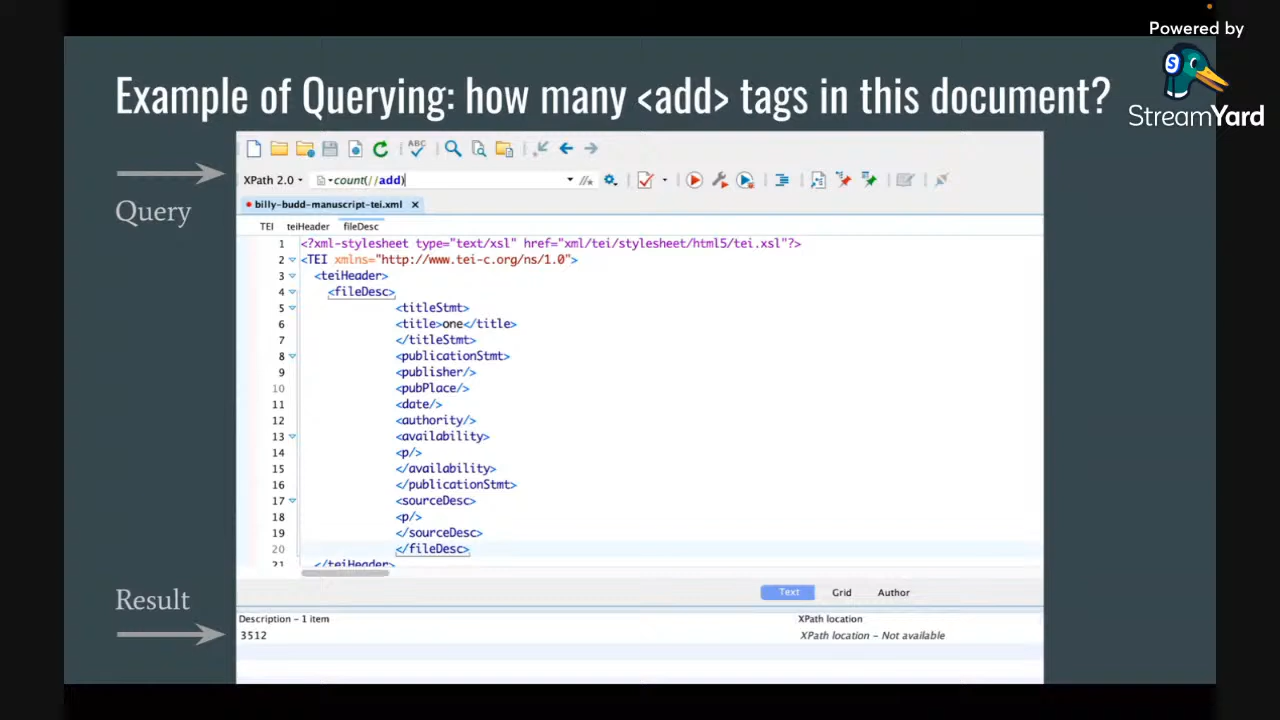 Powered by
StreamYard
Example of Querying: how many <add> tags in this document?
ABC
XPath 2.0
count(//add)
Query
billy-budd-manuscript-tei.xml
TEI teiHeader fileDesc
1 <?xml-stylesheet type="text/xsl" href="xml/tei/stylesheet/html5/tei.xsl"?>
2 <TEI xmlns="http://www.tei-c.org/ns/1.0">
3 <teiHeader>
4 <fileDesc>
5 <titleStmt>
6 <title>one</title>
7 </titleStmt>
8 <publicationStmt>
9 <publisher/>
10 <pubPlace/>
11 <date/>
12 <authority/>
13 <availability>
14 <p/>
15 </availability>
16 </publicationStmt>
17 <sourceDesc>
18 <p/>
19 </sourceDesc>
20 </fileDesc>
21 </teiHeader>
Text Grid Author
Result
Description - 1 item XPath location
3512 XPath location - Not available